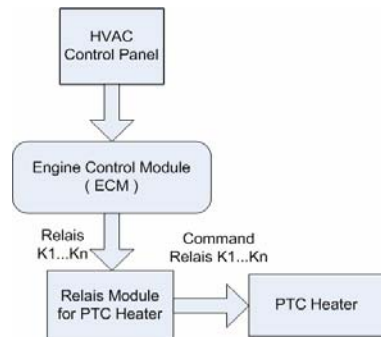 HVAC
Control Panel
Engine Control Module
( ECM )
Relais
K1...Kn
Command
Relais K1...Kn
Relais Module
for PTC Heater
PTC Heater